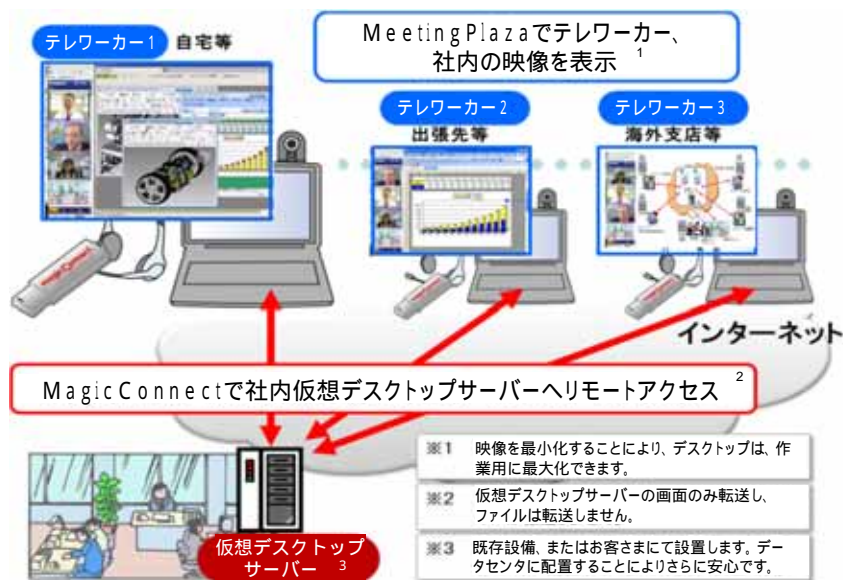 テレワーカー1 自宅等
MeetingPlazaでテレワーカー、
社内の映像を表示 1
テレワーカー2
出張先等
テレワーカー3
海外支店等
インターネット
MagicConnectで社内仮想デスクトップサーバーへリモートアクセス 2
※1 映像を最小化することにより、デスクトップは、作
業用に最大化できます。
※2 仮想デスクトップサーバーの画面のみ転送し、
ファイルは転送しません。
※3 既存設備、またはお客さまにて設置します。デー
タセンタに配置することによりさらに安心です。
仮想デスクトップ
サーバー 3